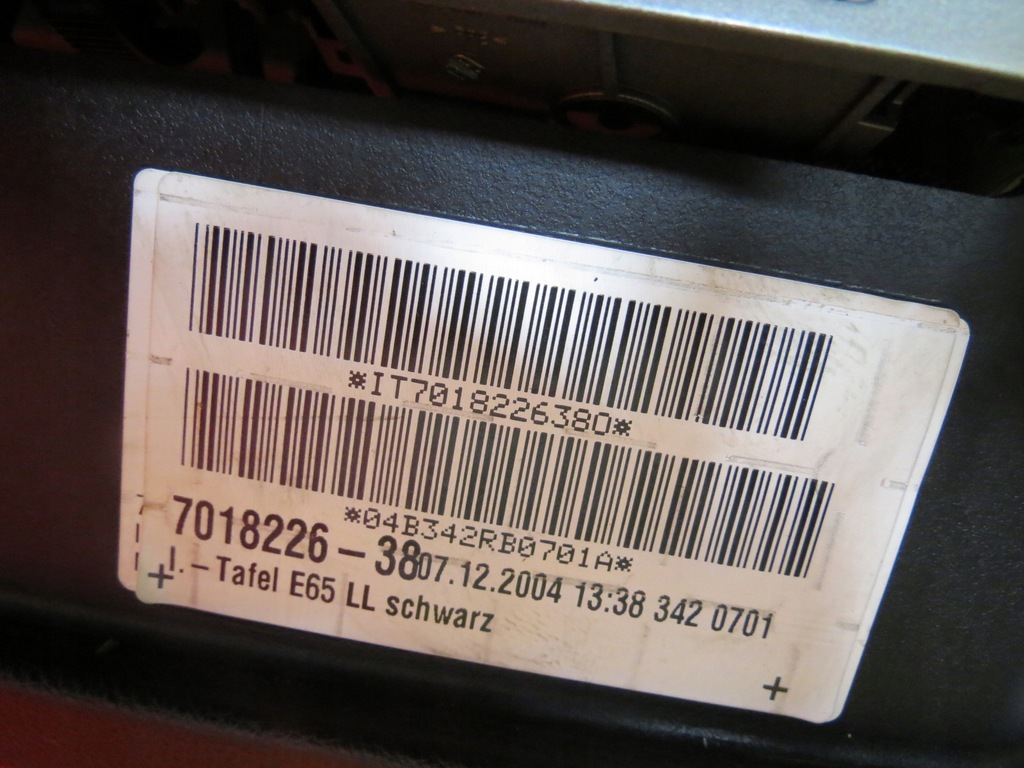 *IT7018226380*
*04B342RB0701A*
7018226-38 07.12.2004 13:38 342 0701
I.-Tafel E65 LL schwarz